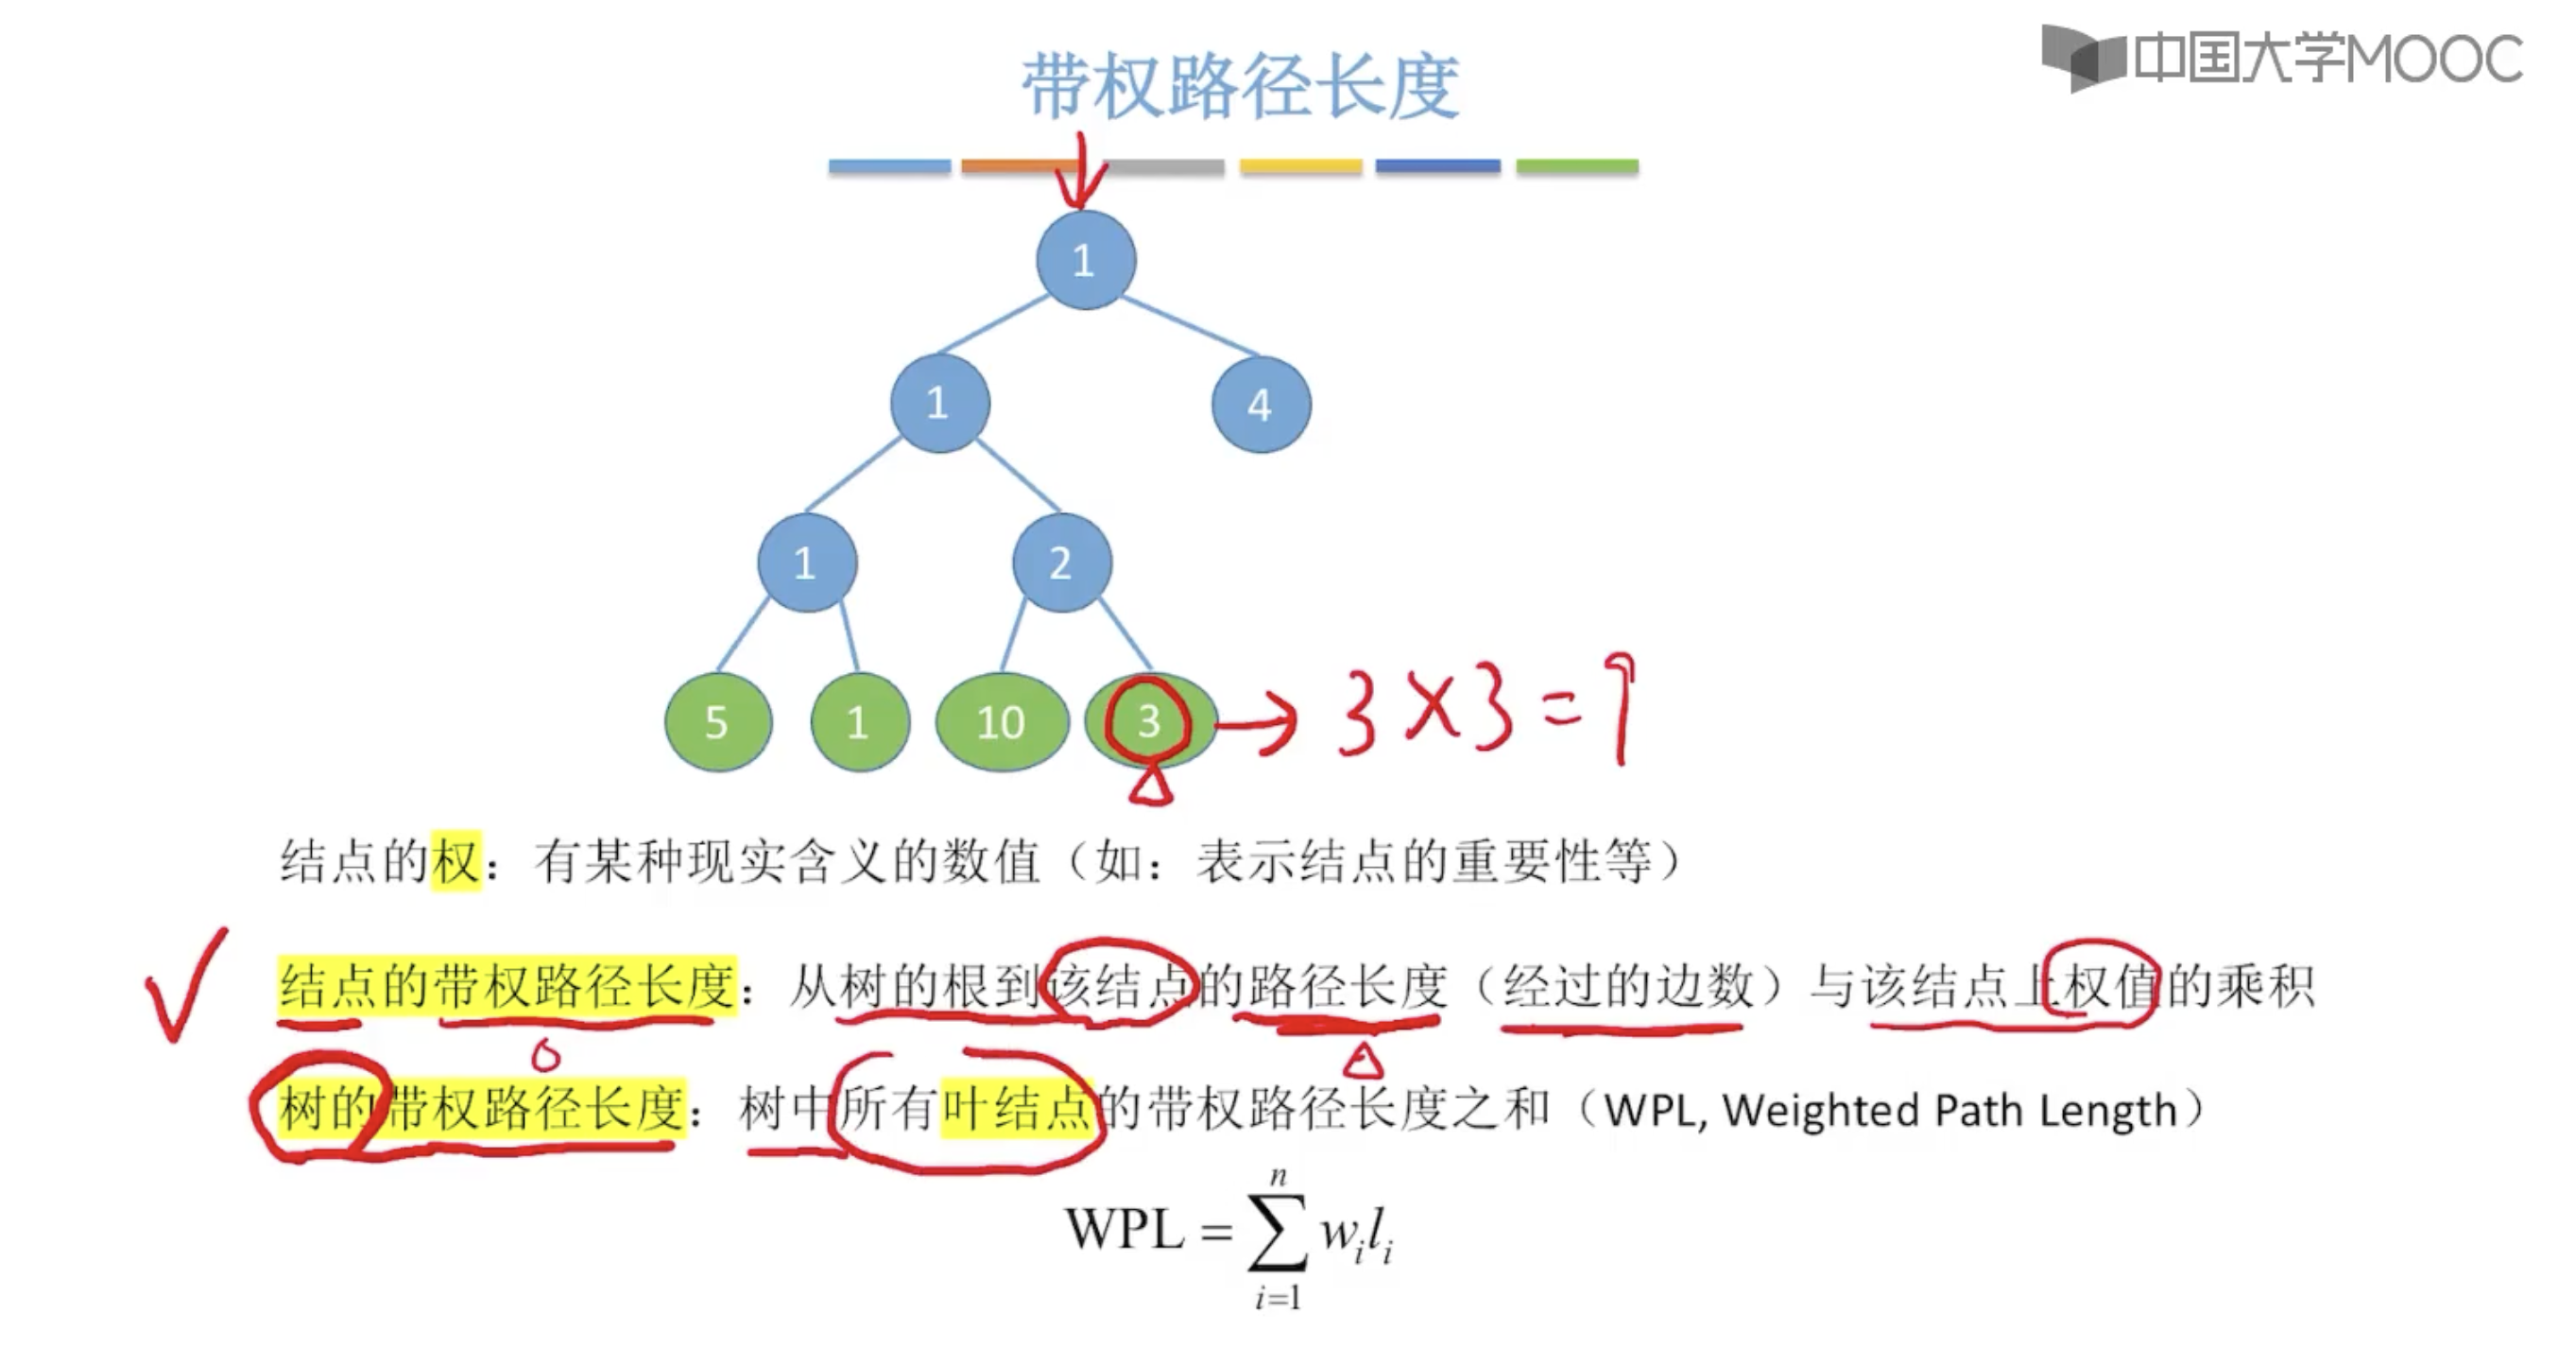 中国大学MOOC
带权路径长度
1
1 4
1 2
5 1 10 3 3×3=9
结点的权：有某种现实含义的数值（如：表示结点的重要性等）
结点的带权路径长度：从树的根到该结点的路径长度（经过的边数）与该结点上权值的乘积
树的带权路径长度：树中所有叶结点的带权路径长度之和（WPL, Weighted Path Length）
n
WPL = ∑ wᵢlᵢ
i=1